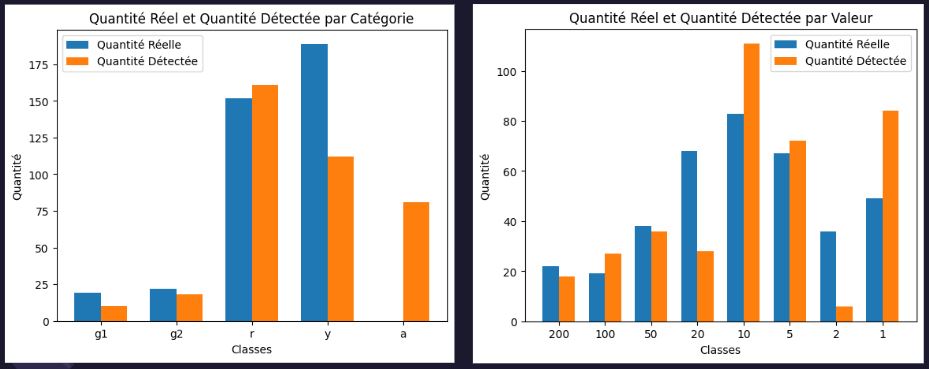 Quantité Réel et Quantité Détectée par Catégorie
Quantité Réelle
Quantité Détectée
175
150
125
100
75
50
25
0
Quantité
g1 g2 r y a
Classes
Quantité Réel et Quantité Détectée par Valeur
Quantité Réelle
Quantité Détectée
100
80
60
40
20
0
Quantité
200 100 50 20 10 5 2 1
Classes